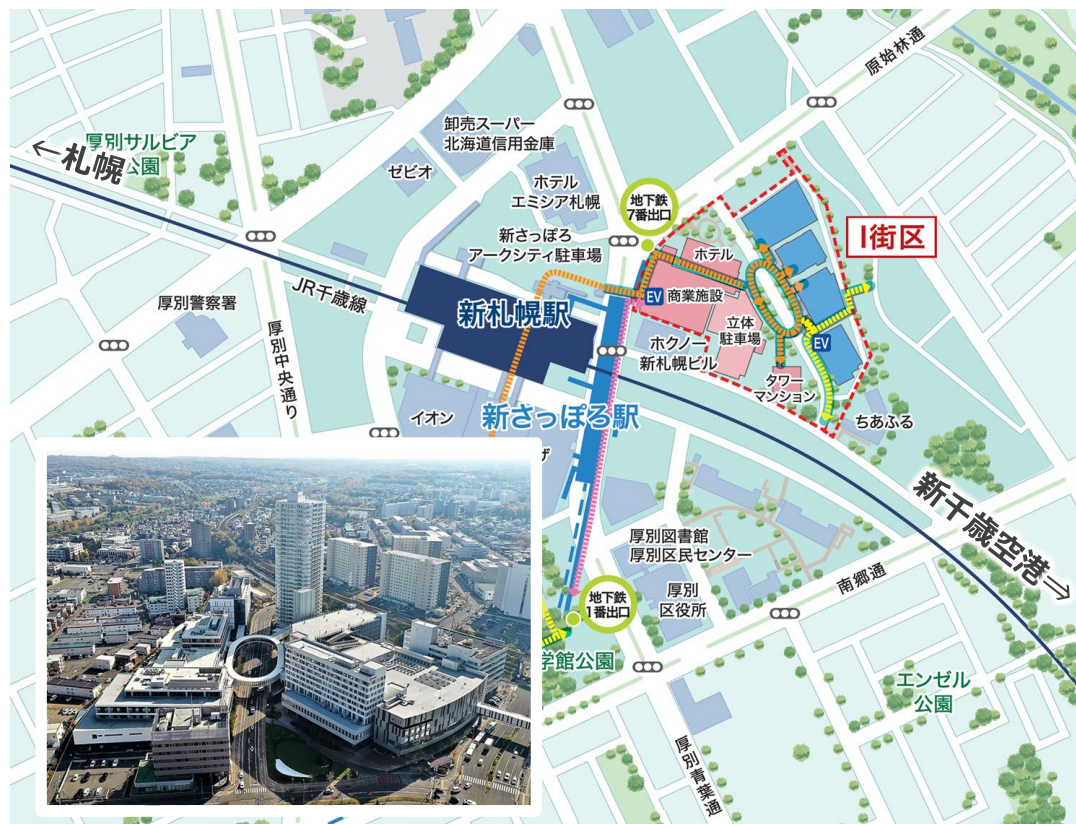 原始林通
卸売スーパー
北海道信用金庫
厚別サルビア
公園
←札幌
ゼビオ
ホテル
エミシア札幌
地下鉄
7番出口
新さっぽろ
アークシティ駐車場
I街区
ホテル
JR千歳線
厚別警察署
新札幌駅
EV
商業施設
立体
駐車場
EV
ホクノー
新札幌ビル
厚別中央通り
タワー
マンション
イオン
新さっぽろ駅
ちあふる
ザ
新千歳空港→
厚別図書館
厚別区民センター
南郷通
地下鉄
1番出口
厚別
区役所
学館公園
エンゼル
公園
厚別青葉通